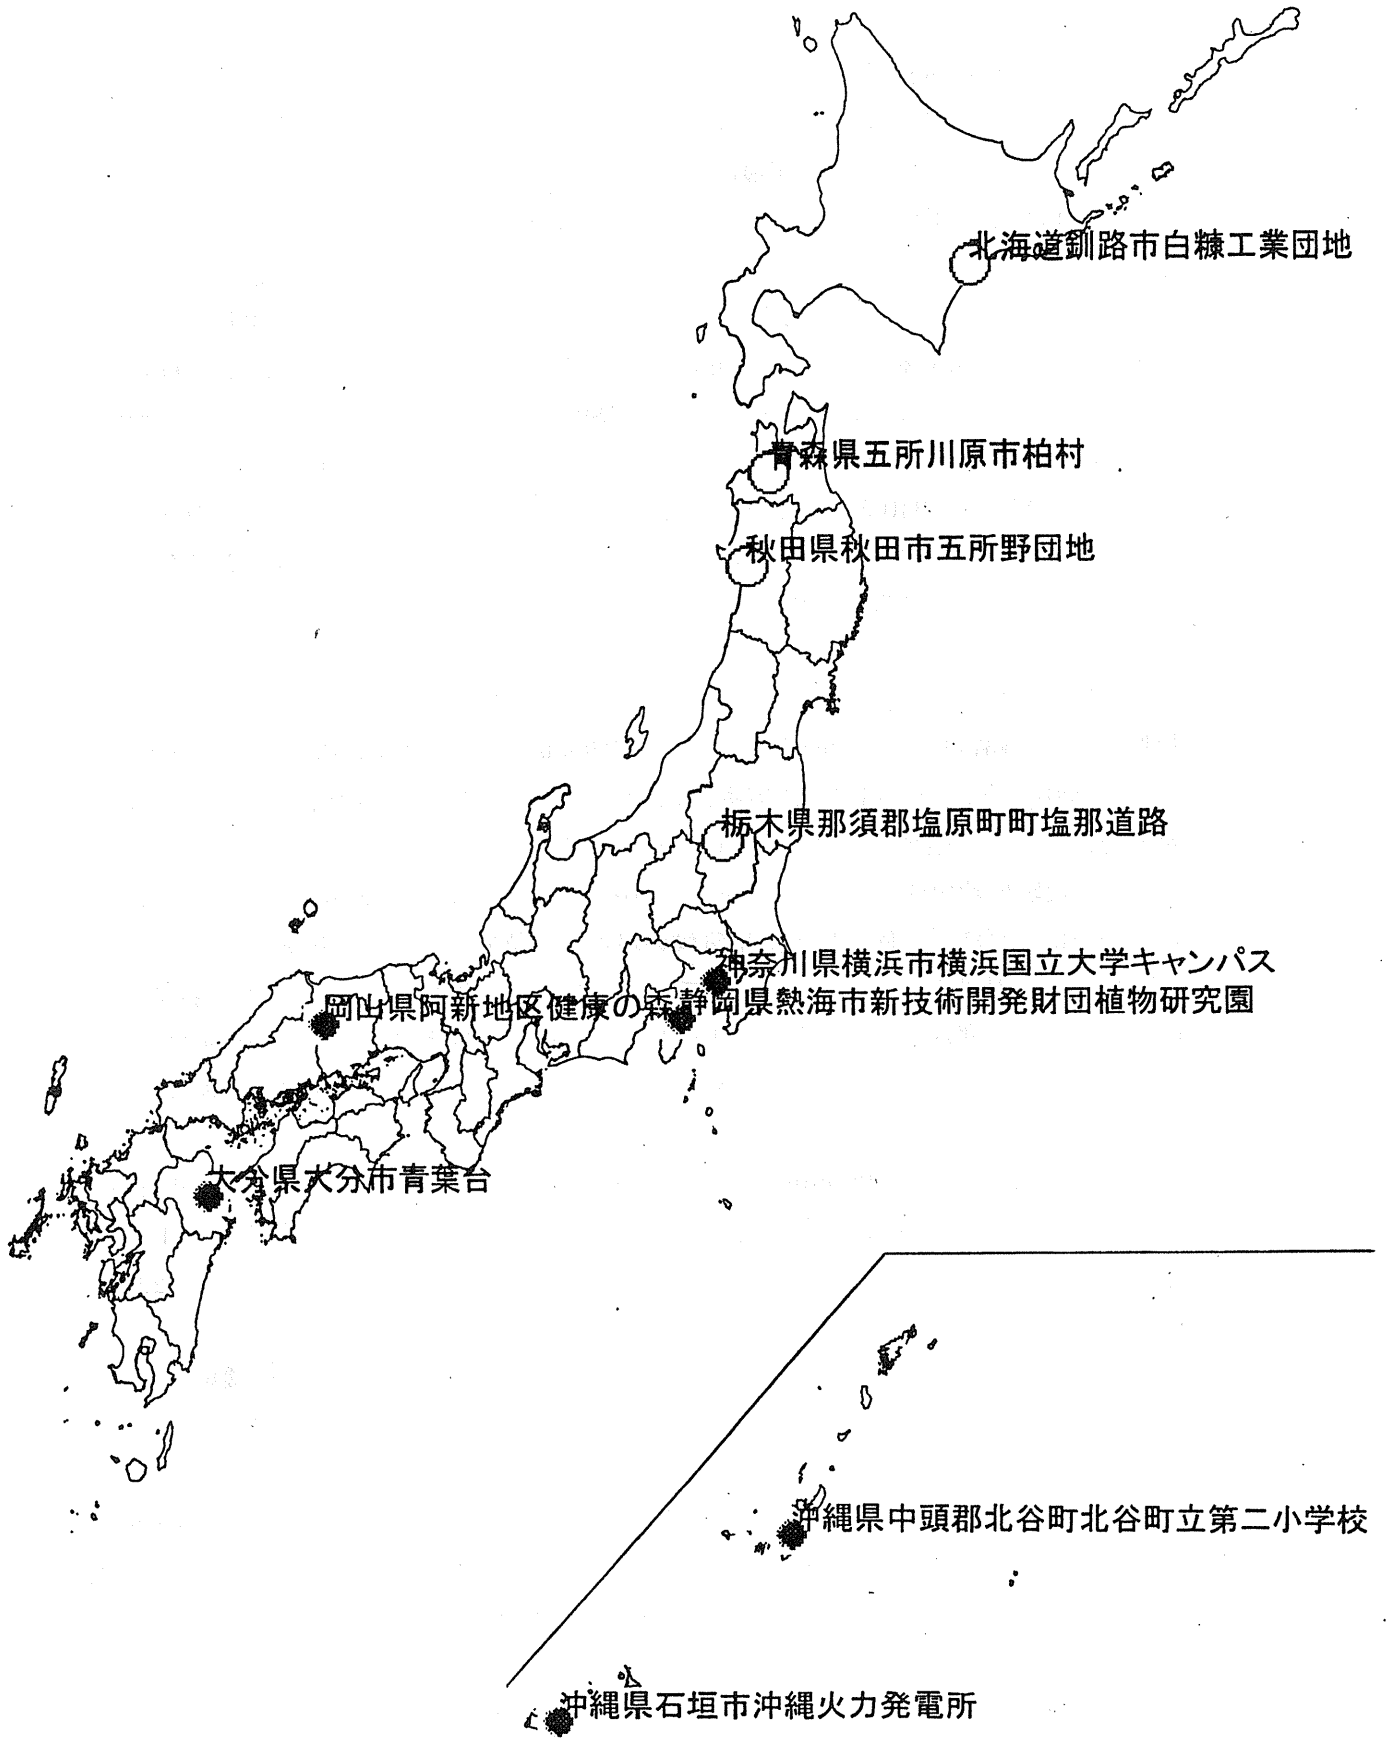 北海道釧路市白糠工業団地
青森県五所川原市柏村
秋田県秋田市五所野団地
栃木県那須郡塩原町町塩那道路
神奈川県横浜市横浜国立大学キャンパス
岡山県阿新地区健康の森
静岡県熱海市新技術開発財団植物研究園
大分県大分市青葉台
沖縄県中頭郡北谷町北谷町立第二小学校
沖縄県石垣市沖縄火力発電所